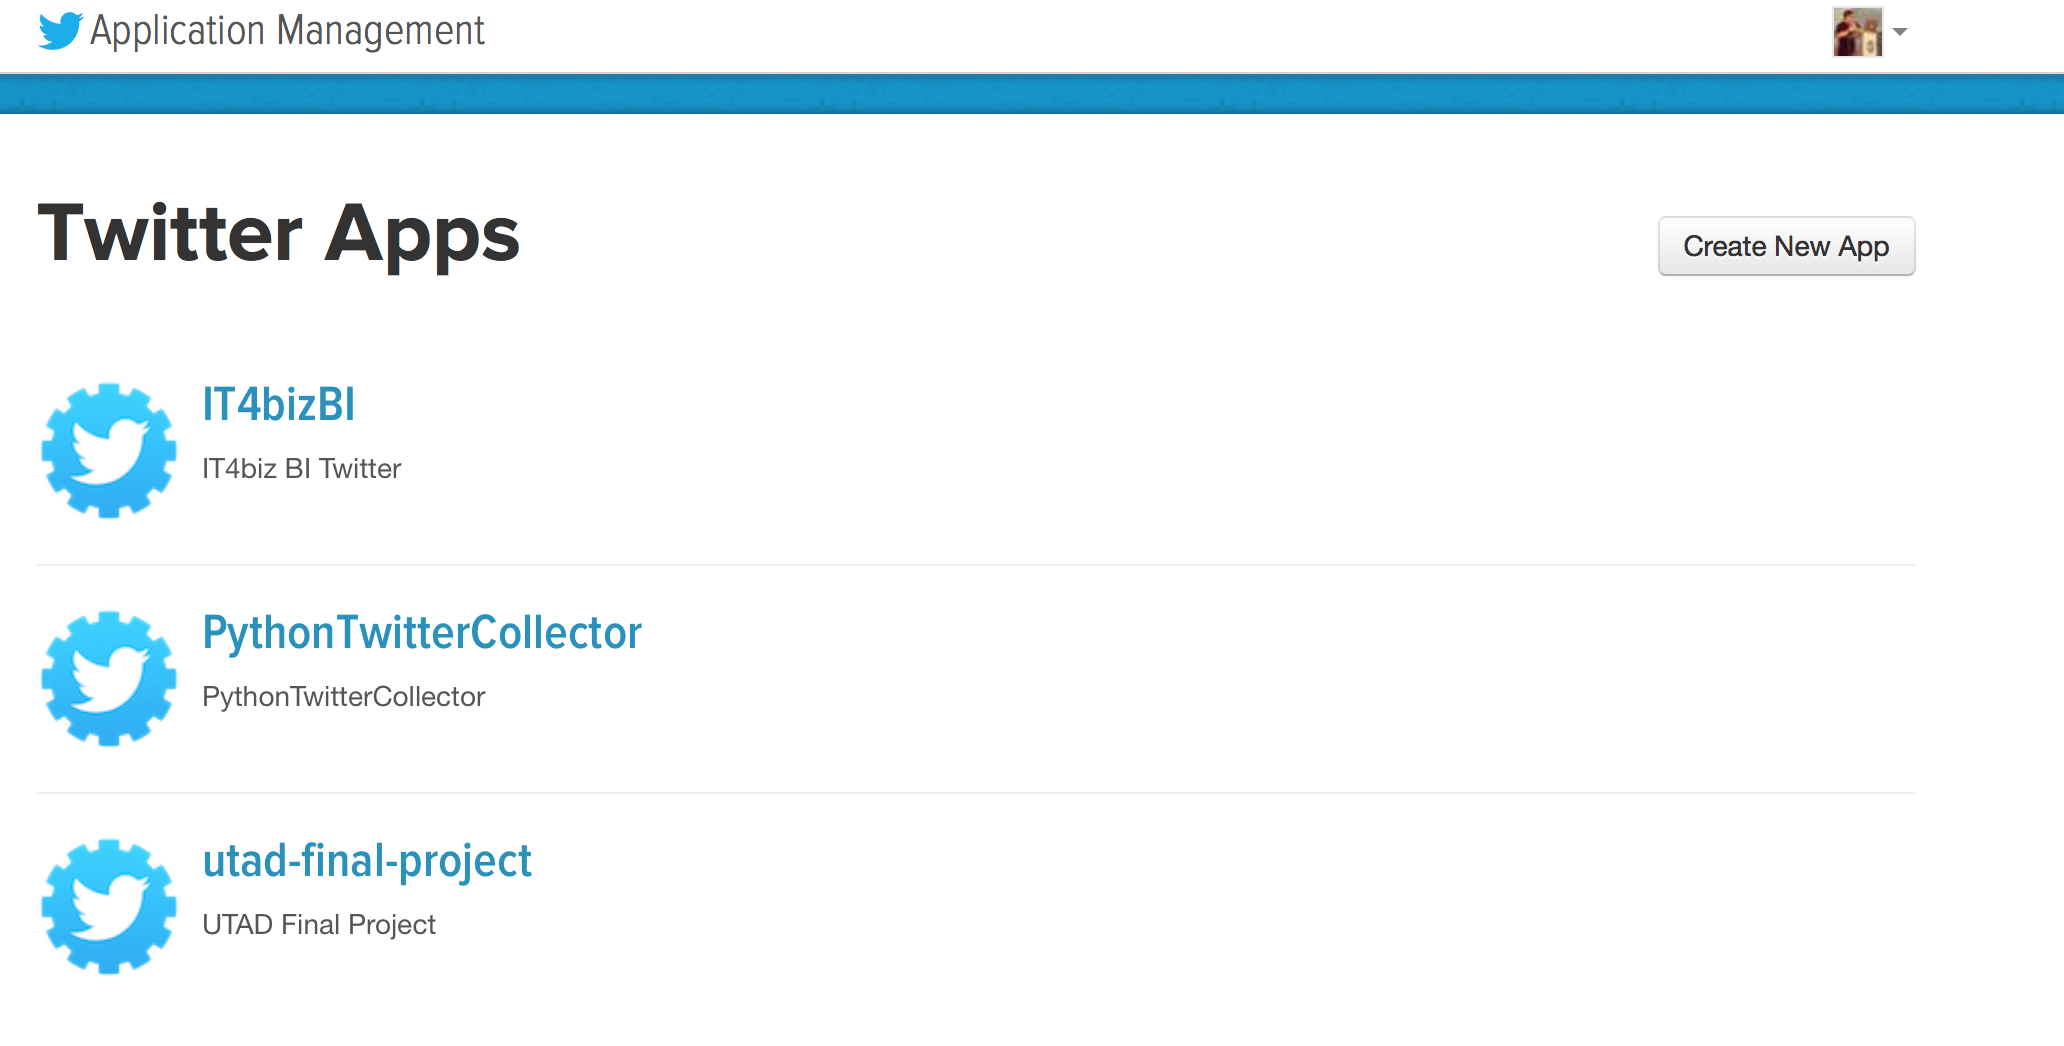 Application Management
Twitter Apps
Create New App
IT4bizBI
IT4biz BI Twitter
PythonTwitterCollector
PythonTwitterCollector
utad-final-project
UTAD Final Project